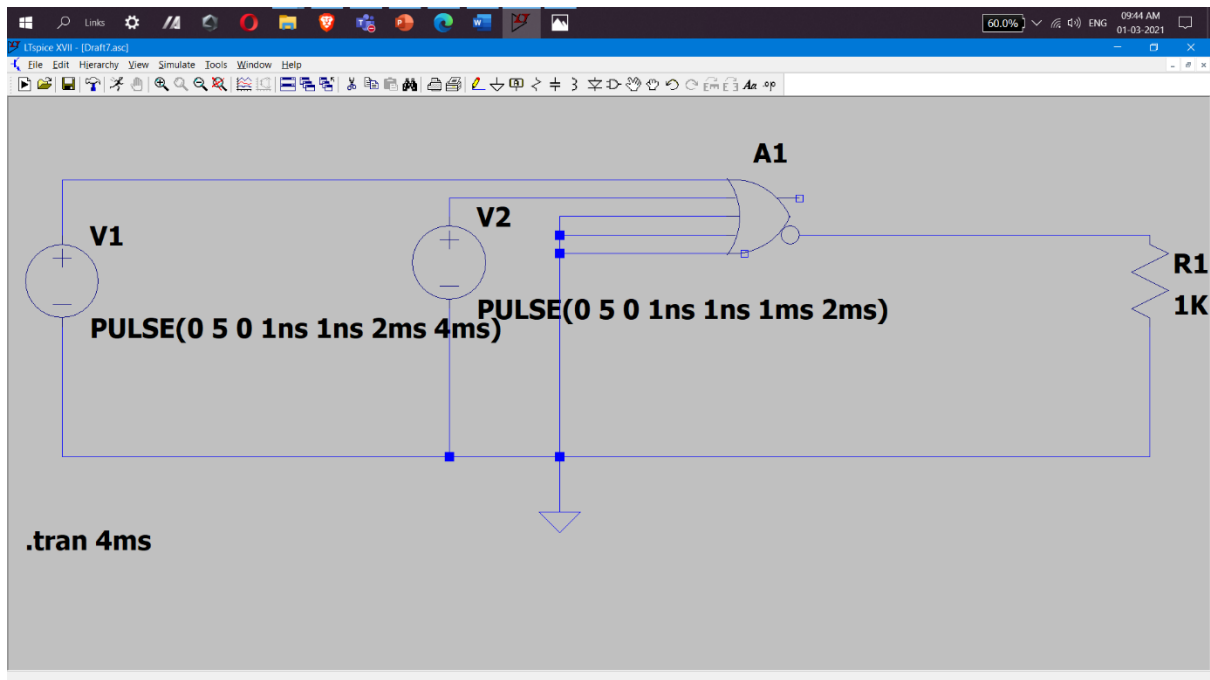 Links
60.0%
ENG
09:44 AM
01-03-2021
LTspice XVII - [Draft7.asc]
File Edit Hierarchy View Simulate Tools Window Help
Aa .op
A1
V1
V2
R1
1K
PULSE(0 5 0 1ns 1ns 1ms 2ms)
PULSE(0 5 0 1ns 1ns 2ms 4ms)
.tran 4ms